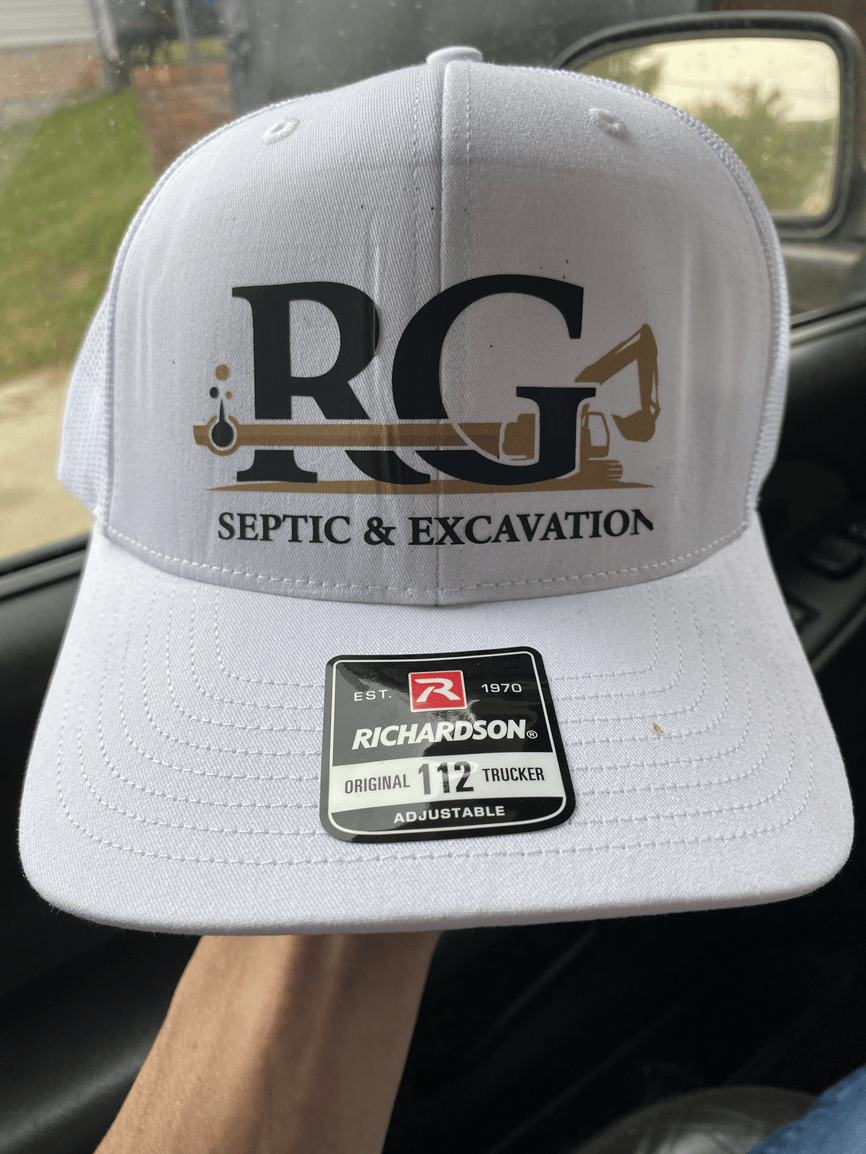 RG
SEPTIC & EXCAVATION
EST. R 1970
RICHARDSON®
ORIGINAL 112 TRUCKER
ADJUSTABLE